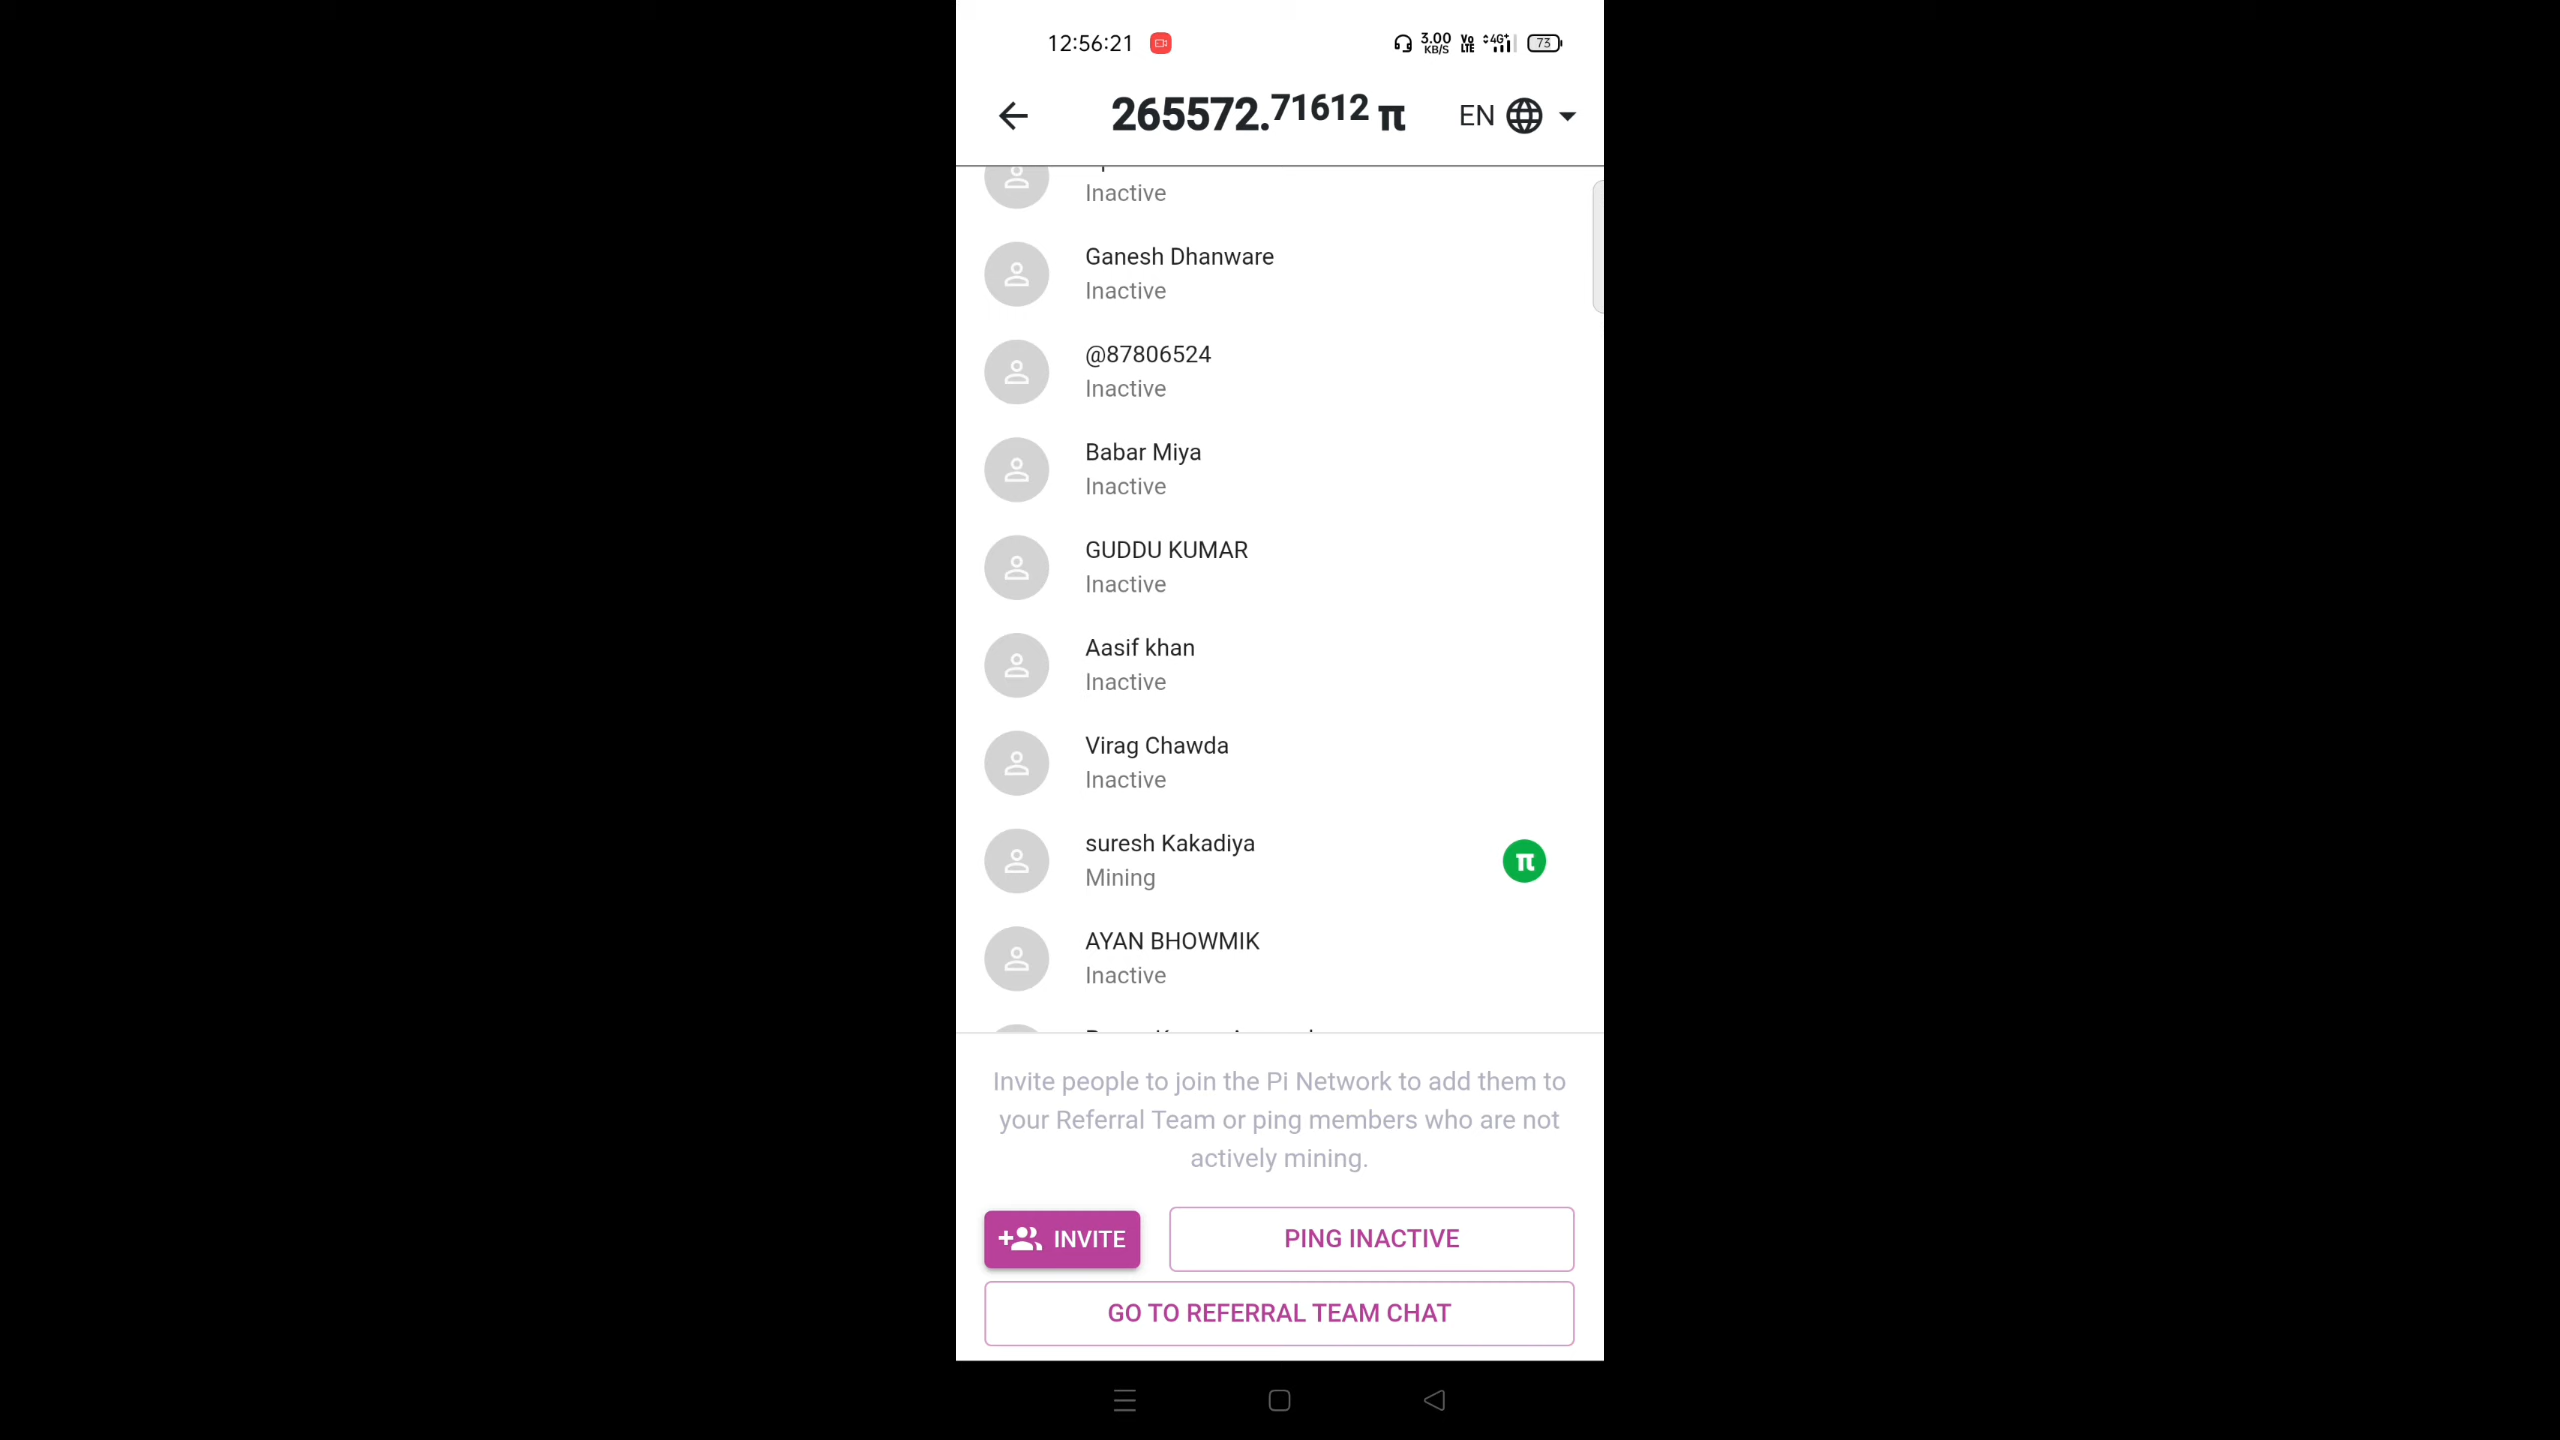 12:56:21 3.00 KB/S Vo LTE 4G+ 73
265572.71612 π EN
Inactive
Ganesh Dhanware
Inactive
@87806524
Inactive
Babar Miya
Inactive
GUDDU KUMAR
Inactive
Aasif khan
Inactive
Virag Chawda
Inactive
suresh Kakadiya
Mining
π
AYAN BHOWMIK
Inactive
Invite people to join the Pi Network to add them to
your Referral Team or ping members who are not
actively mining.
INVITE PING INACTIVE
GO TO REFERRAL TEAM CHAT